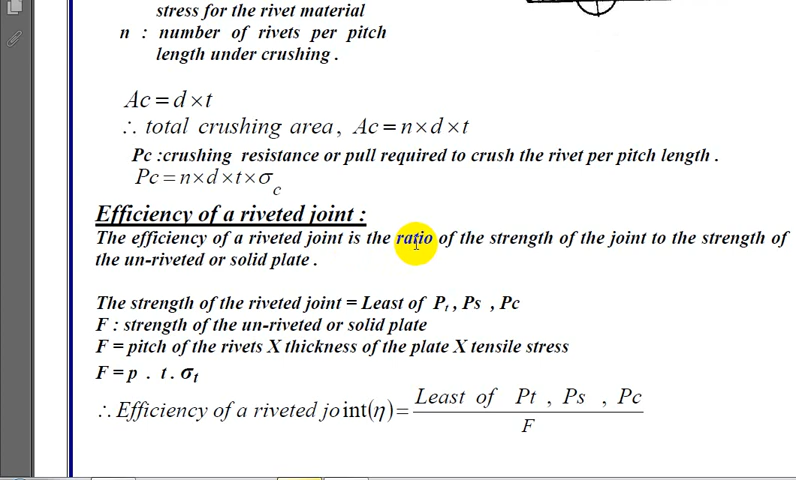 stress for the rivet material
n : number of rivets per pitch
length under crushing .
Ac = d × t
∴ total crushing area, Ac = n × d × t
Pc :crushing resistance or pull required to crush the rivet per pitch length .
Pc = n × d × t × σc
Efficiency of a riveted joint :
The efficiency of a riveted joint is the ratio of the strength of the joint to the strength of
the un-riveted or solid plate .
The strength of the riveted joint = Least of Pt , Ps , Pc
F : strength of the un-riveted or solid plate
F = pitch of the rivets X thickness of the plate X tensile stress
F = p . t . σt
∴ Efficiency of a riveted joint(η) = Least of Pt , Ps , Pc
F